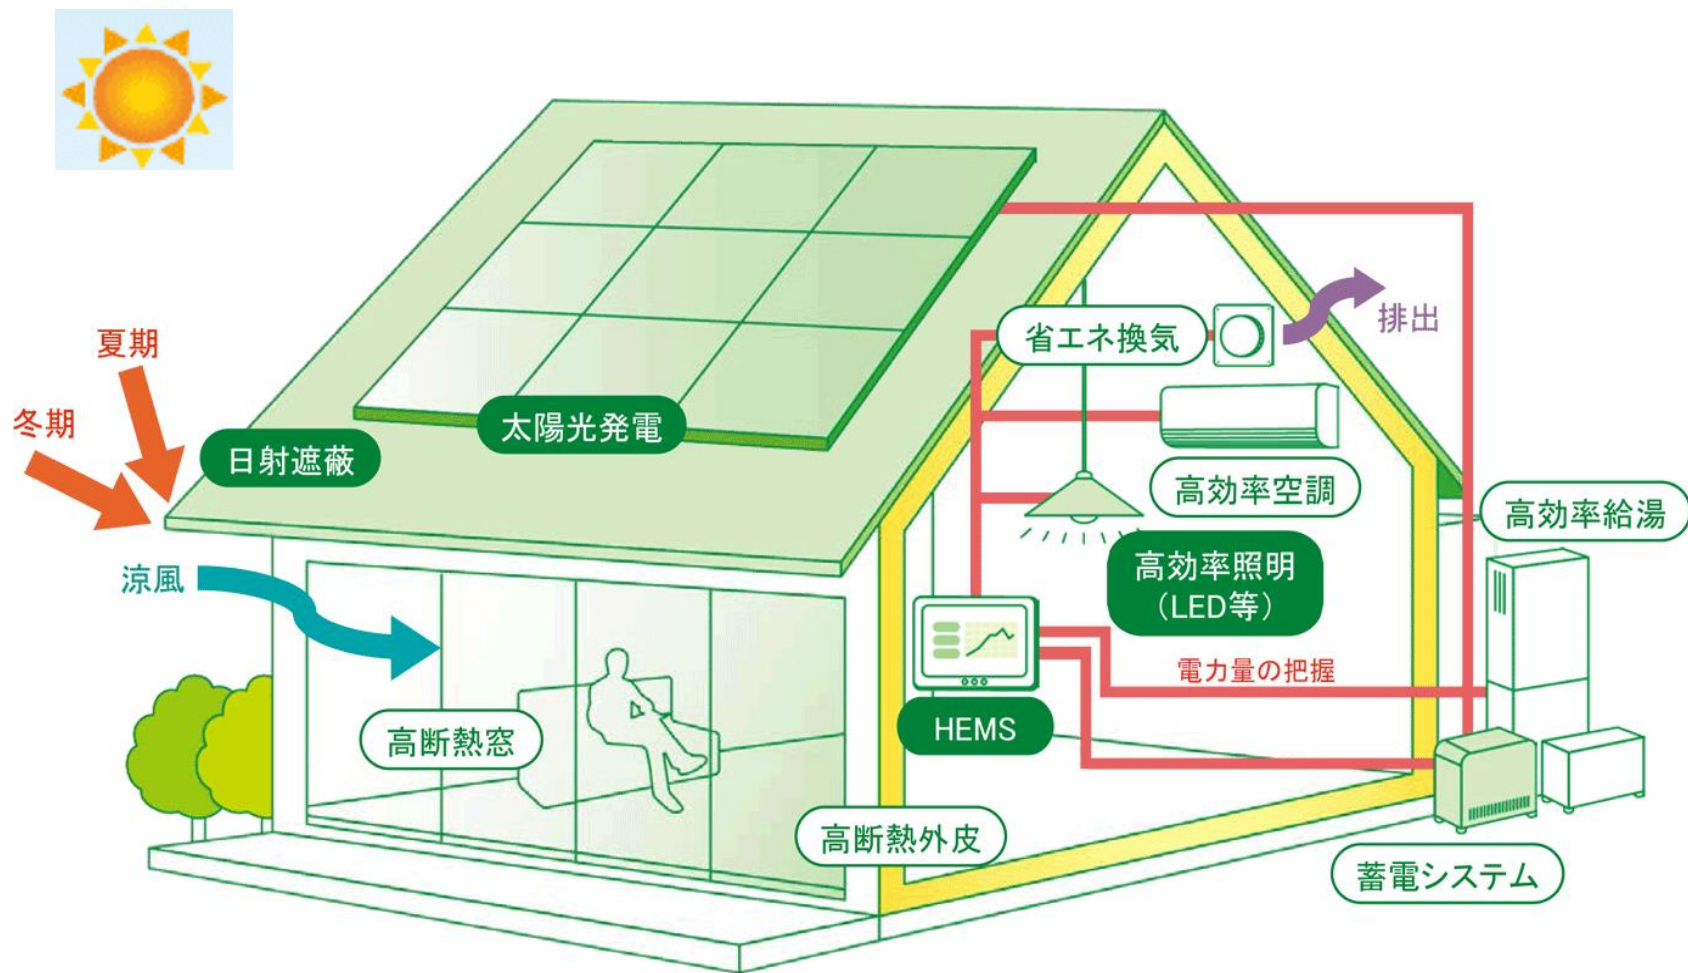 夏期
冬期
日射遮蔽
太陽光発電
省エネ換気
排出
高効率空調
高効率給湯
涼風
高効率照明
（LED等）
電力量の把握
HEMS
高断熱窓
高断熱外皮
蓄電システム